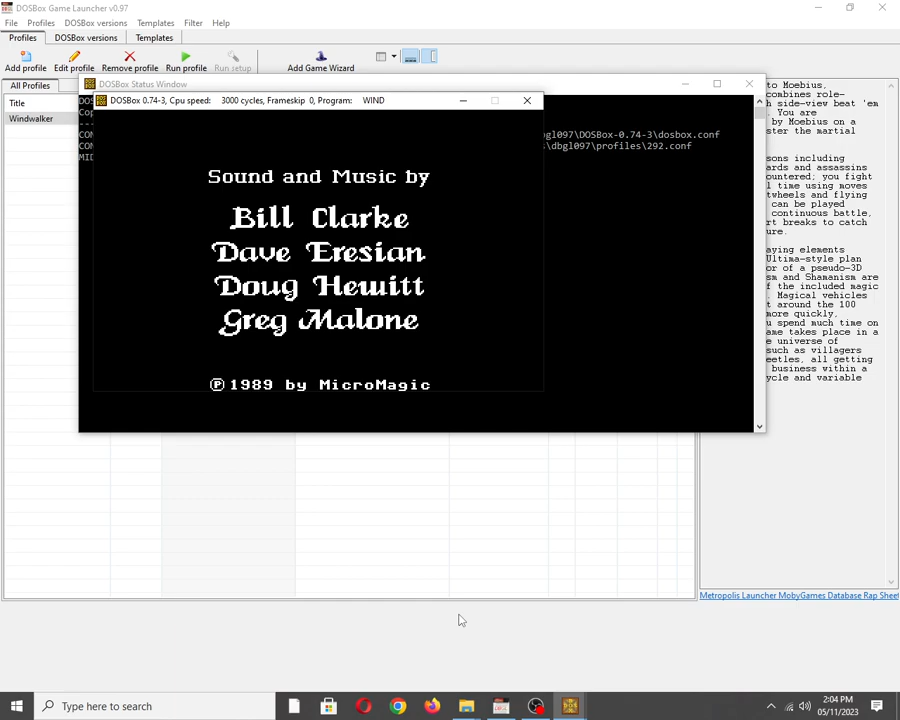 DOSBox Game Launcher v0.97
File Profiles DOSBox versions Templates Filter Help
Profiles DOSBox versions Templates
Add profile Edit profile Remove profile Run profile Run setup Add Game Wizard
All Profiles
Title
Windwalker
DOSBox Status Window
DOSBox 0.74-3, Cpu speed: 3000 cycles, Frameskip 0, Program: WIND
bgl097\DOSBox-0.74-3\dosbox.conf
\dbgl097\profiles\292.conf
Sound and Music by
Bill Clarke
Dave Eresian
Doug Hewitt
Greg Malone
Ⓟ1989 by MicroMagic
to Moebius,
combines role-
h side-view beat 'em
You are
by Moebius on a
ster the martial
sons including
ards and assassins
countered; you fight
l time using moves
twheels and flying
can be played
continuous battle,
rt breaks to catch
ure.
aying elements
Ultima-style plan
or of a pseudo-3D
sm and Shamanism are
f the included magic
. Magical vehicles
t around the 100
more quickly.
u spend much time on
ame takes place in a
e universe of
such as villagers
eetles, all getting
business within a
ycle and variable
Metropolis Launcher MobyGames Database Rap Sheet
Type here to search
2:04 PM
05/11/2023